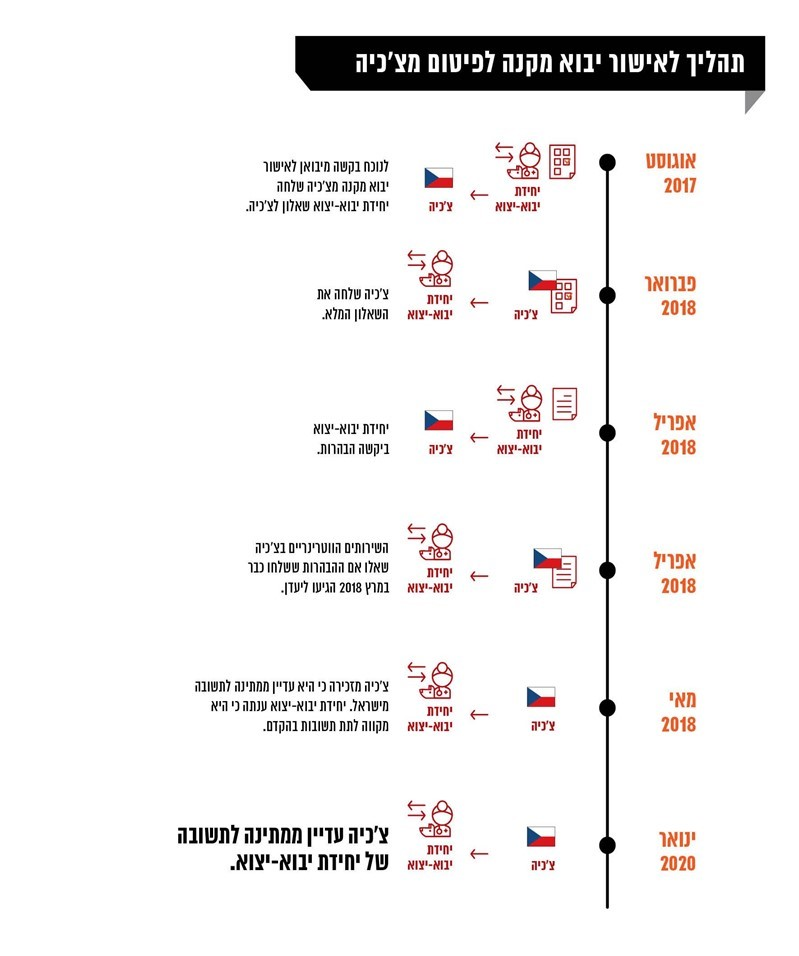 תהליך לאישור יבוא מקנה לפיטום מצ'כיה
אוגוסט
2017
יחידת
יבוא-יצוא
צ'כיה
לנוכח בקשה מיבואן לאישור
יבוא מקנה מצ'כיה שלחה
יחידת יבוא-יצוא שאלון לצ'כיה.
פברואר
2018
צ'כיה
יחידת
יבוא-יצוא
צ'כיה שלחה את
השאלון המלא.
אפריל
2018
יחידת
יבוא-יצוא
צ'כיה
יחידת יבוא-יצוא
ביקשה הבהרות.
אפריל
2018
צ'כיה
יחידת
יבוא-יצוא
השירותים הווטרינריים בצ'כיה
שאלו אם ההבהרות ששלחו כבר
במרץ 2018 הגיעו ליעדן.
מאי
2018
צ'כיה
יחידת
יבוא-יצוא
צ'כיה מזכירה כי היא עדיין ממתינה לתשובה
מישראל. יחידת יבוא-יצוא ענתה כי היא
מקווה לתת תשובות בהקדם.
ינואר
2020
צ'כיה
יחידת
יבוא-יצוא
צ'כיה עדיין ממתינה לתשובה
של יחידת יבוא-יצוא.